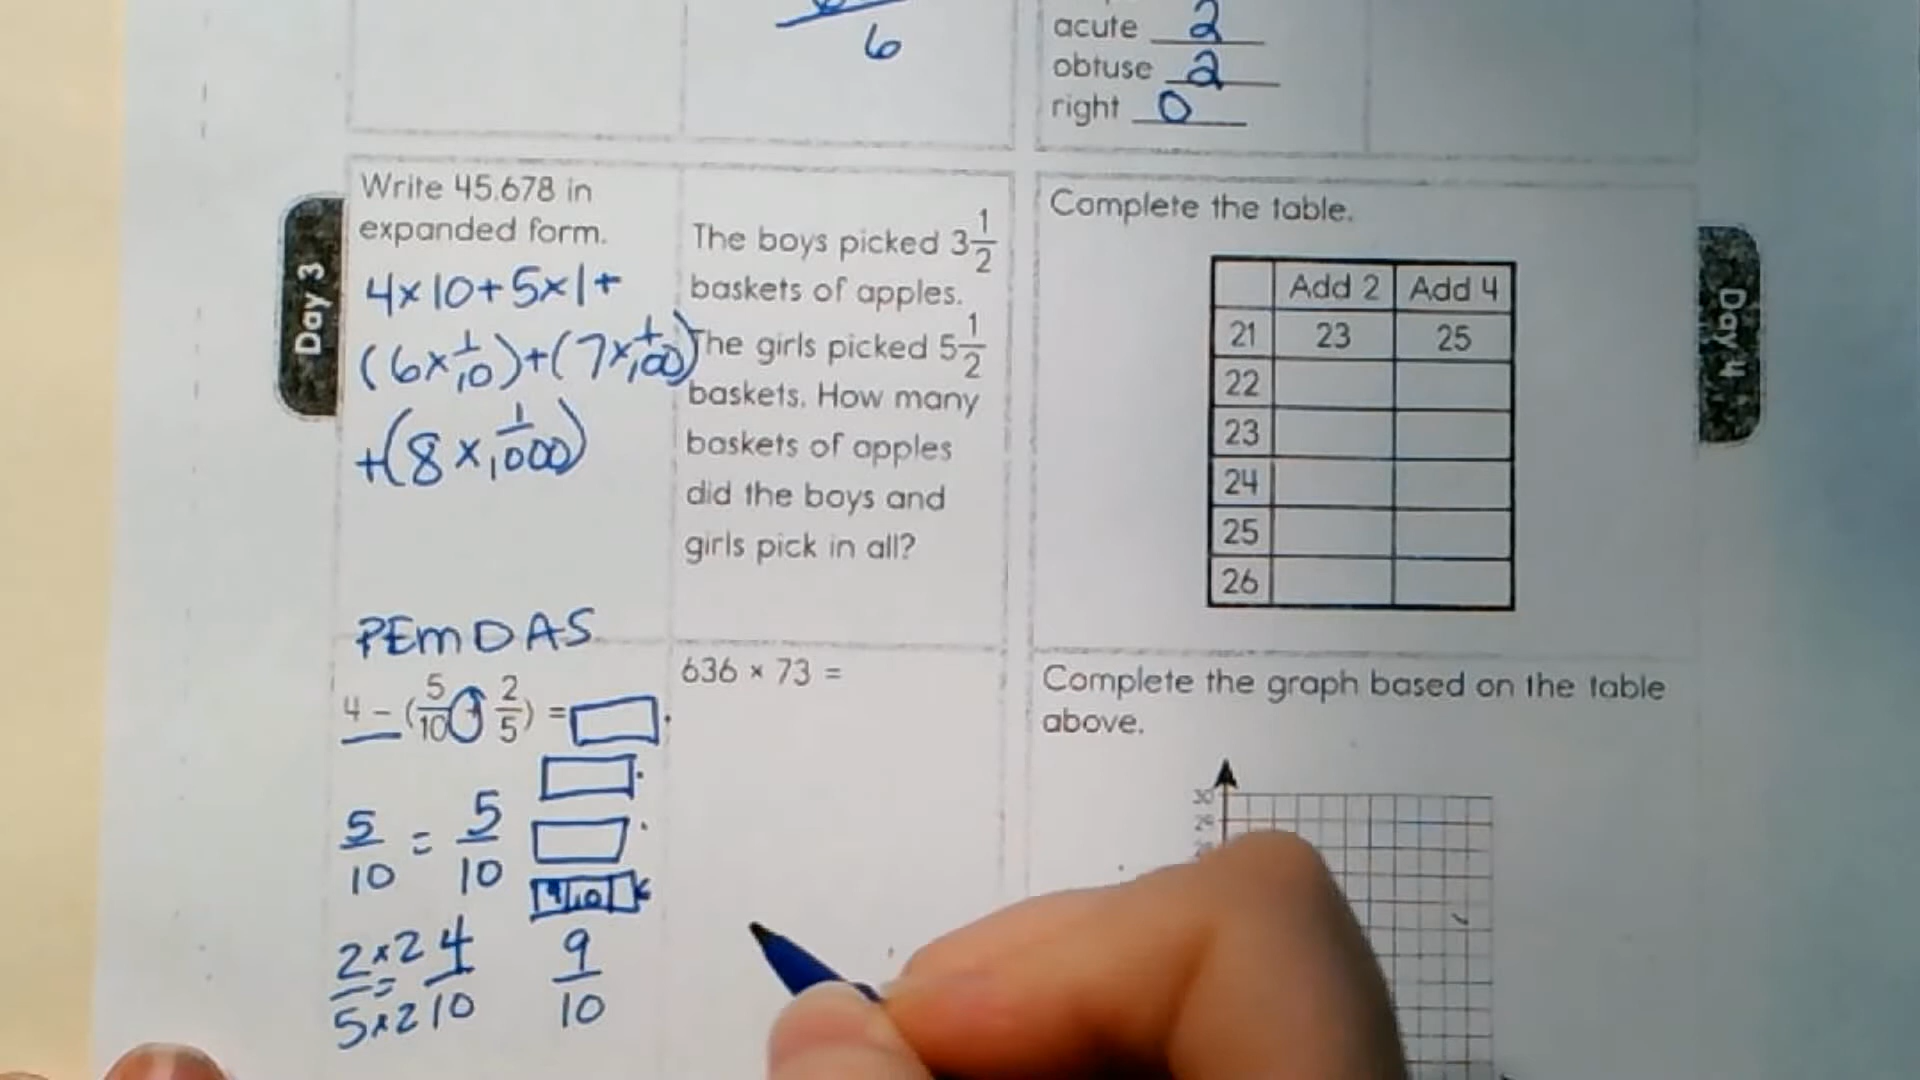 6
acute 2
obtuse 2
right 0
Day 3
Write 45.678 in
expanded form.
4×10+5×1+
(6×1/10)+(7×1/100)
+(8×1/1000)
The boys picked 3 1/2
baskets of apples.
The girls picked 5 1/2
baskets. How many
baskets of apples
did the boys and
girls pick in all?
Complete the table.
Add 2 Add 4
21 23 25
22
23
24
25
26
Day 4
PEMDAS
4 – (5/10 + 2/5) =
5/10 = 5/10
2×2/5×2 = 4/10
9/10
636 × 73 =
Complete the graph based on the table
above.
30